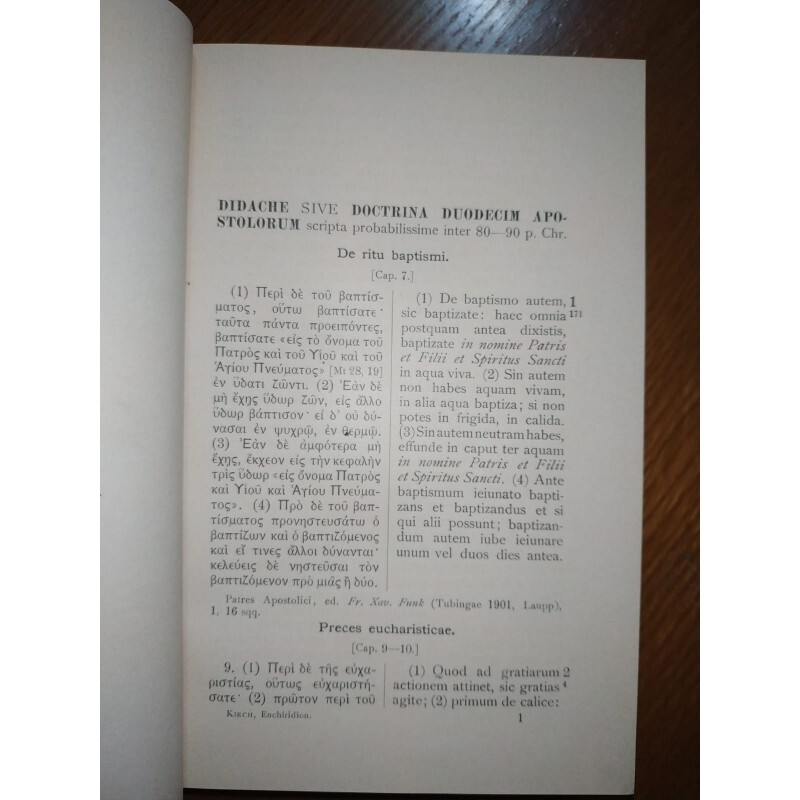 DIDACHE SIVE DOCTRINA DUODECIM APO-
STOLORUM scripta probabilissime inter 80—90 p. Chr.
De ritu baptismi.
[Cap. 7.]
(1) Περὶ δὲ τοῦ βαπτίσ-
ματος, οὕτω βαπτίσατε·
ταῦτα πάντα προειπόντες,
βαπτίσατε «εἰς τὸ ὄνομα τοῦ
Πατρὸς καὶ τοῦ Υἱοῦ καὶ τοῦ
Ἁγίου Πνεύματος» [Mt 28, 19]
ἐν ὕδατι ζῶντι. (2) Ἐὰν δὲ
μὴ ἔχῃς ὕδωρ ζῶν, εἰς ἄλλο
ὕδωρ βάπτισον· εἰ δ' οὐ δύ-
νασαι ἐν ψυχρῷ, ἐν θερμῷ.
(3) Ἐὰν δὲ ἀμφότερα μὴ
ἔχῃς, ἔκχεον εἰς τὴν κεφαλὴν
τρὶς ὕδωρ «εἰς ὄνομα Πατρὸς
καὶ Υἱοῦ καὶ Ἁγίου Πνεύμα-
τος». (4) Πρὸ δὲ τοῦ βαπ-
τίσματος προνηστευσάτω ὁ
βαπτίζων καὶ ὁ βαπτιζόμενος
καὶ εἴ τινες ἄλλοι δύνανται·
κελεύεις δὲ νηστεῦσαι τὸν
βαπτιζόμενον πρὸ μιᾶς ἢ δύο.
(1) De baptismo autem, 1
sic baptizate: haec omnia 171
postquam antea dixistis,
baptizate in nomine Patris
et Filii et Spiritus Sancti
in aqua viva. (2) Sin autem
non habes aquam vivam,
in alia aqua baptiza; si non
potes in frigida, in calida.
(3) Sin autem neutram habes,
effunde in caput ter aquam
in nomine Patris et Filii
et Spiritus Sancti. (4) Ante
baptismum ieiunato bapti-
zans et baptizandus et si
qui alii possunt; baptizan-
dum autem iube ieiunare
unum vel duos dies antea.
Patres Apostolici, ed. Fr. Xav. Funk (Tubingae 1901, Laupp),
1, 16 sqq.
Preces eucharisticae.
[Cap. 9—10.]
9. (1) Περὶ δὲ τῆς εὐχα-
ριστίας, οὕτως εὐχαριστή-
σατε· (2) πρῶτον περὶ τοῦ
(1) Quod ad gratiarum 2
actionem attinet, sic gratias 4
agite; (2) primum de calice:
KIRCH, Enchiridion.
1